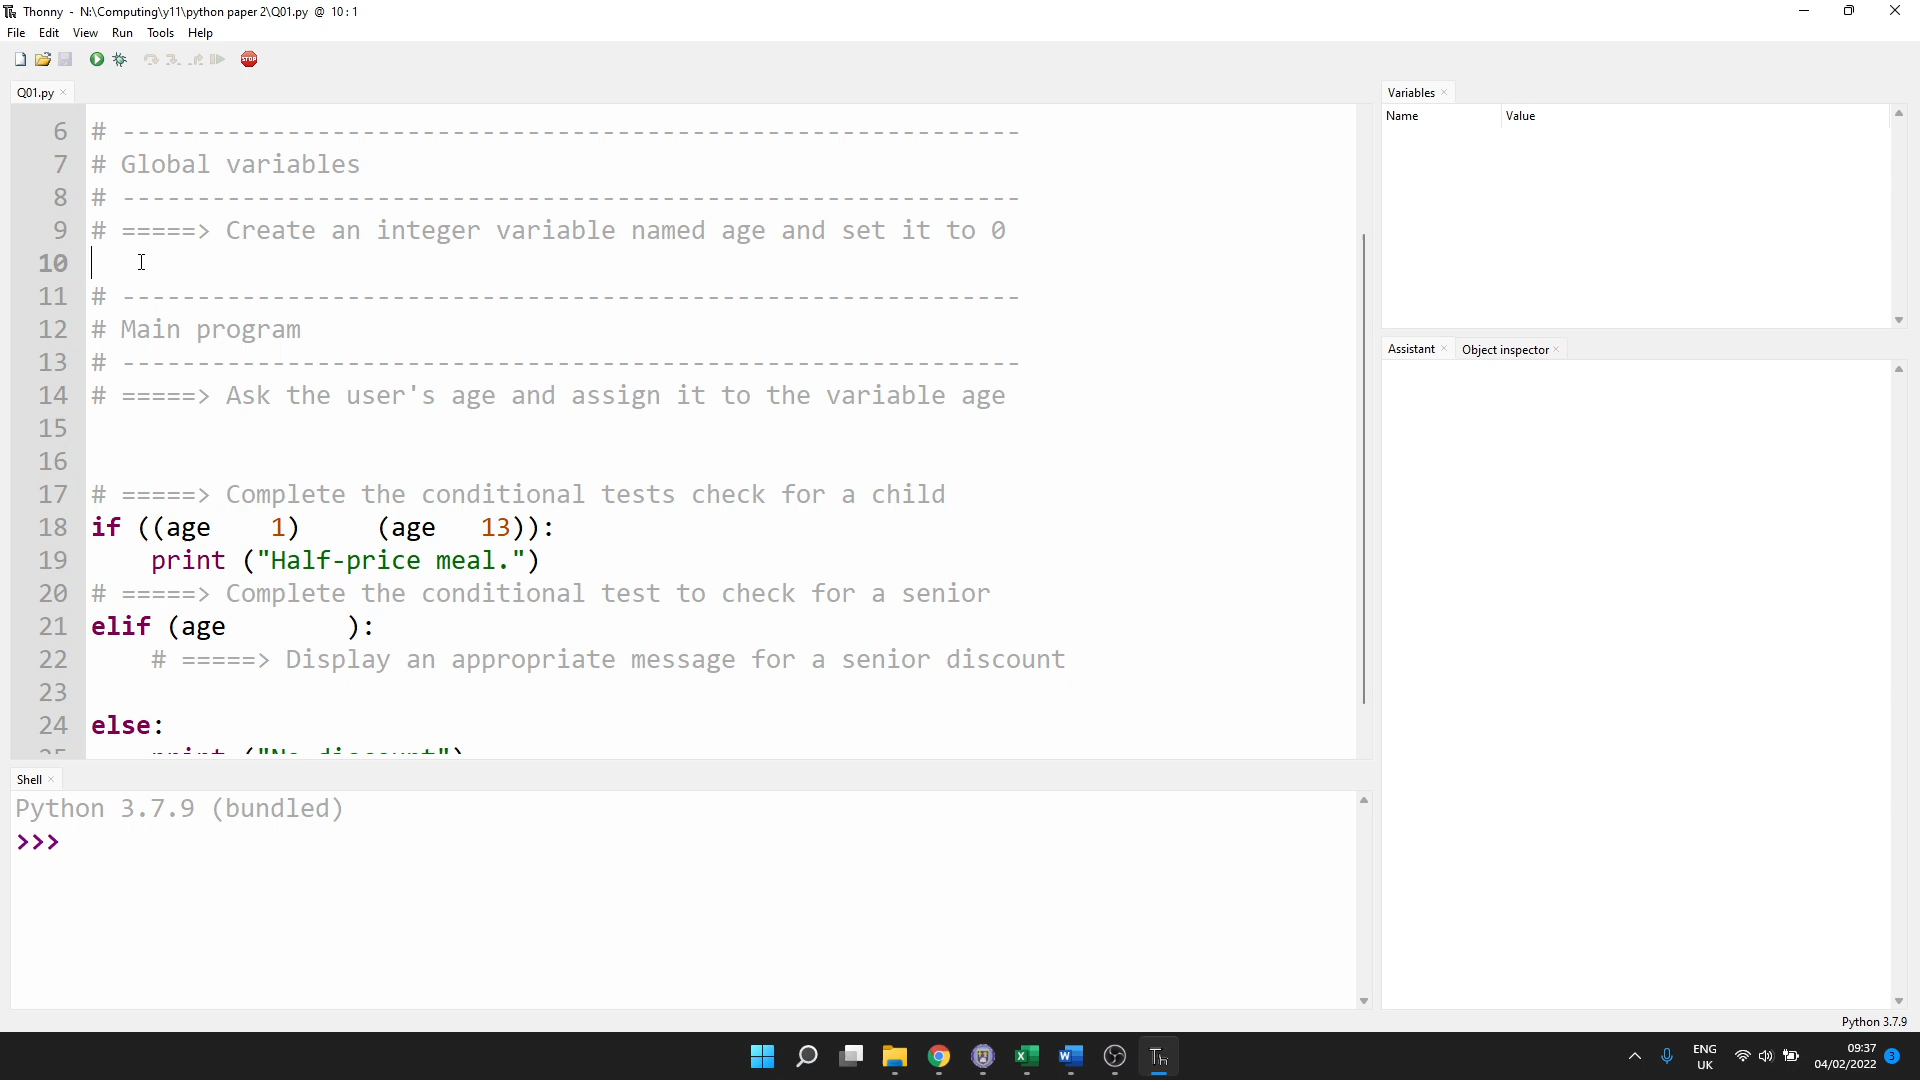 Thonny - N:\Computing\y11\python paper 2\Q01.py @ 10:1
File Edit View Run Tools Help
STOP
Q01.py
6 # ------------------------------------------------------------
7 # Global variables
8 # ------------------------------------------------------------
9 # =====> Create an integer variable named age and set it to 0
10
11 # ------------------------------------------------------------
12 # Main program
13 # ------------------------------------------------------------
14 # =====> Ask the user's age and assign it to the variable age
15
16
17 # =====> Complete the conditional tests check for a child
18 if ((age    1)     (age   13)):
19     print ("Half-price meal.")
20 # =====> Complete the conditional test to check for a senior
21 elif (age        ):
22     # =====> Display an appropriate message for a senior discount
23
24 else:
25     print ("No discount")
Shell
Python 3.7.9 (bundled)
>>>
Variables
Name Value
Assistant Object inspector
Python 3.7.9
ENG
UK
09:37
04/02/2022
3